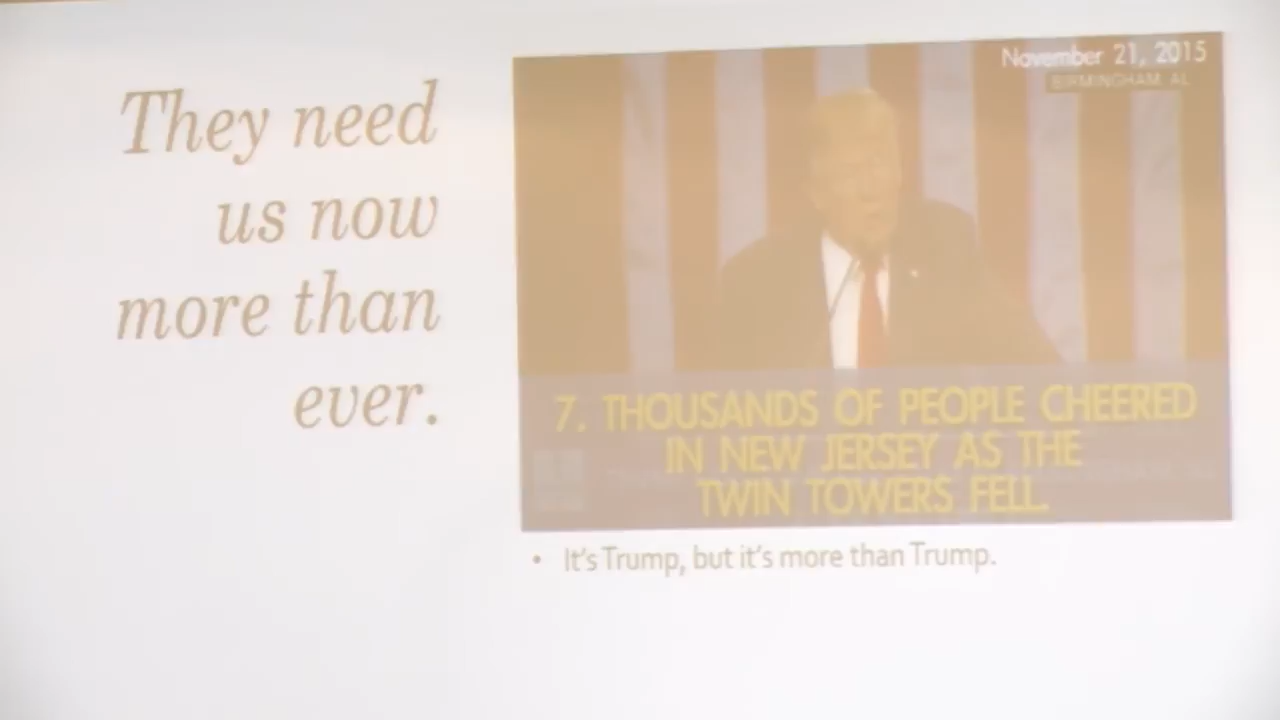 They need
us now
more than
ever.
November 21, 2015
BIRMINGHAM, AL
7. THOUSANDS OF PEOPLE CHEERED
IN NEW JERSEY AS THE
TWIN TOWERS FELL.
• It's Trump, but it's more than Trump.